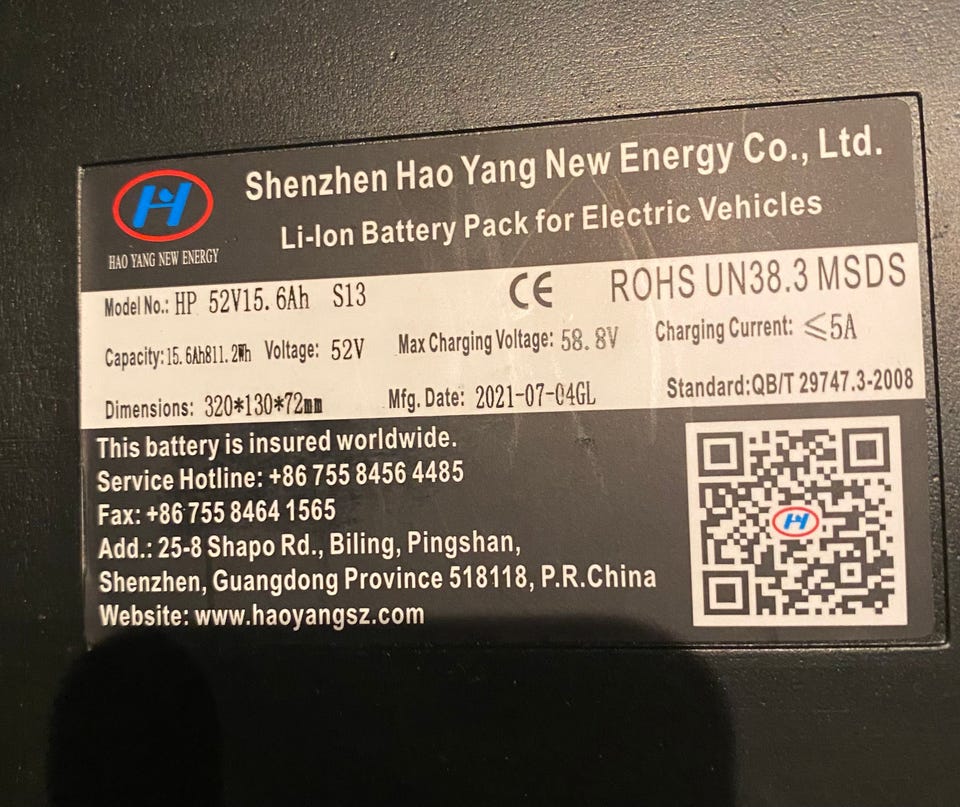 Shenzhen Hao Yang New Energy Co., Ltd.
Li-Ion Battery Pack for Electric Vehicles
H
HAO YANG NEW ENERGY
Model No.: HP 52V15.6Ah S13 CE ROHS UN38.3 MSDS
Capacity:15.6Ah811.2Wh Voltage: 52V Max Charging Voltage: 58.8V Charging Current: ≤5A
Dimensions: 320*130*72mm Mfg. Date: 2021-07-04GL Standard:QB/T 29747.3-2008
This battery is insured worldwide.
Service Hotline: +86 755 8456 4485
Fax: +86 755 8464 1565
Add.: 25-8 Shapo Rd., Biling, Pingshan,
Shenzhen, Guangdong Province 518118, P.R.China
Website: www.haoyangsz.com
H